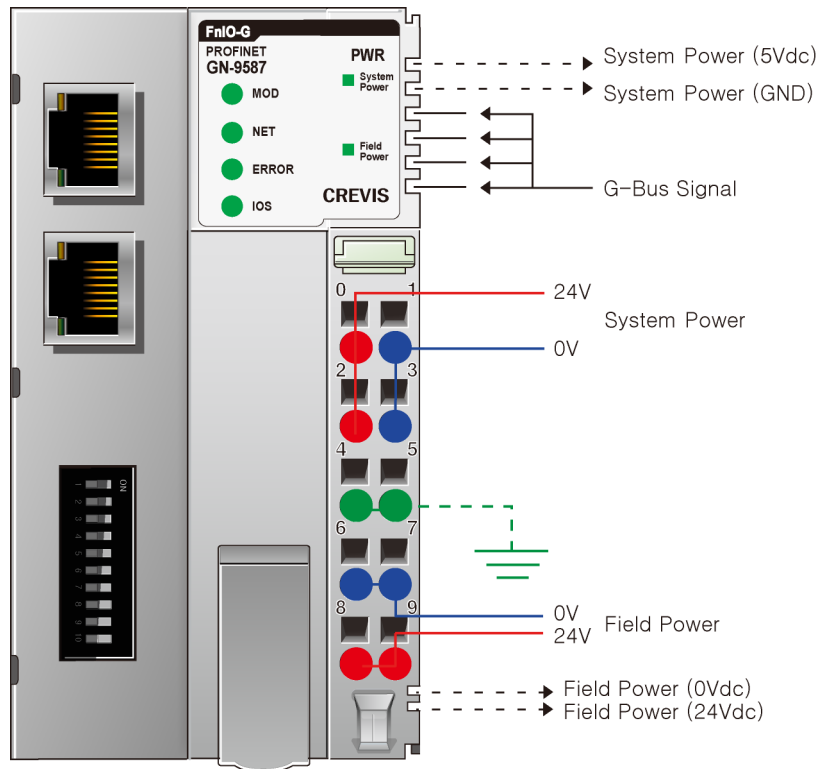 FnIO-G
PROFINET
GN-9587
PWR
System
Power
MOD
NET
Field
Power
ERROR
IOS
CREVIS
System Power (5Vdc)
System Power (GND)
G-Bus Signal
0 1
24V
System Power
0V
2 3
4 5
6 7
8 9
0V
24V
Field Power
Field Power (0Vdc)
Field Power (24Vdc)
ON
1
2
3
4
5
6
7
8
9
10